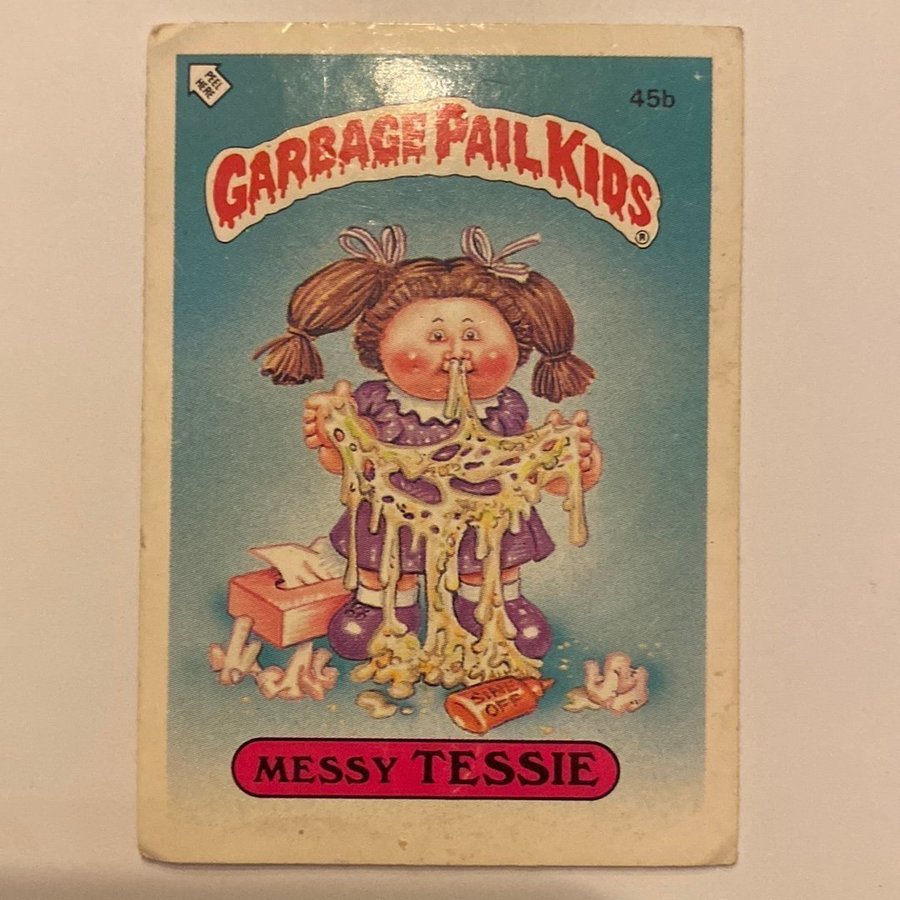 PEEL
HERE
45b
GARBAGE PAIL KIDS
®
SINE
OFF
MESSY TESSIE